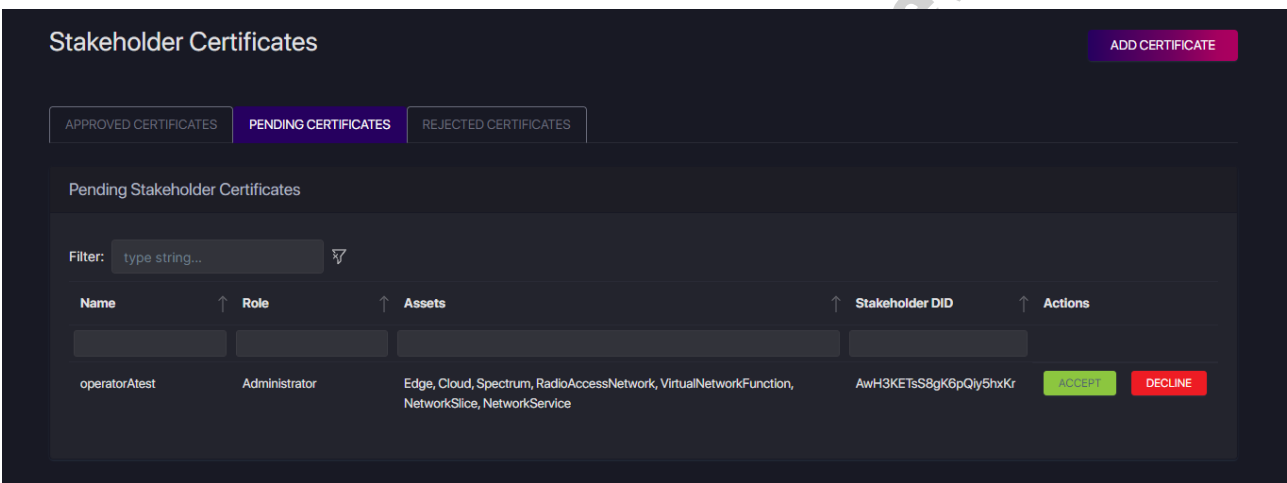 Stakeholder Certificates
ADD CERTIFICATE
APPROVED CERTIFICATES PENDING CERTIFICATES REJECTED CERTIFICATES
Pending Stakeholder Certificates
Filter: type string...
Name Role Assets Stakeholder DID Actions
operatorAtest Administrator Edge, Cloud, Spectrum, RadioAccessNetwork, VirtualNetworkFunction, AwH3KETsS8gK6pQiy5hxKr ACCEPT DECLINE
NetworkSlice, NetworkService